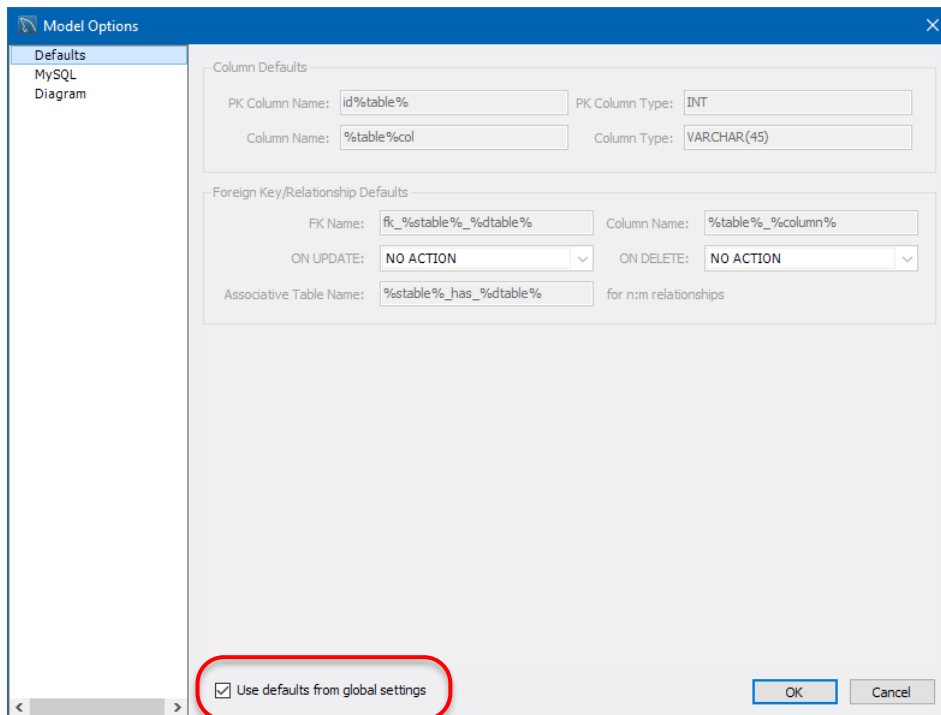 Model Options
Defaults
MySQL
Diagram
Column Defaults
PK Column Name: id%table% PK Column Type: INT
Column Name: %table%col Column Type: VARCHAR(45)
Foreign Key/Relationship Defaults
FK Name: fk_%stable%_%dtable% Column Name: %table%_%column%
ON UPDATE: NO ACTION ON DELETE: NO ACTION
Associative Table Name: %stable%_has_%dtable% for n:m relationships
Use defaults from global settings OK Cancel